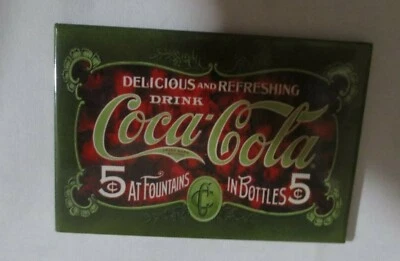 DELICIOUS AND REFRESHING
DRINK
Coca-Cola
5¢ AT FOUNTAINS IN BOTTLES 5¢